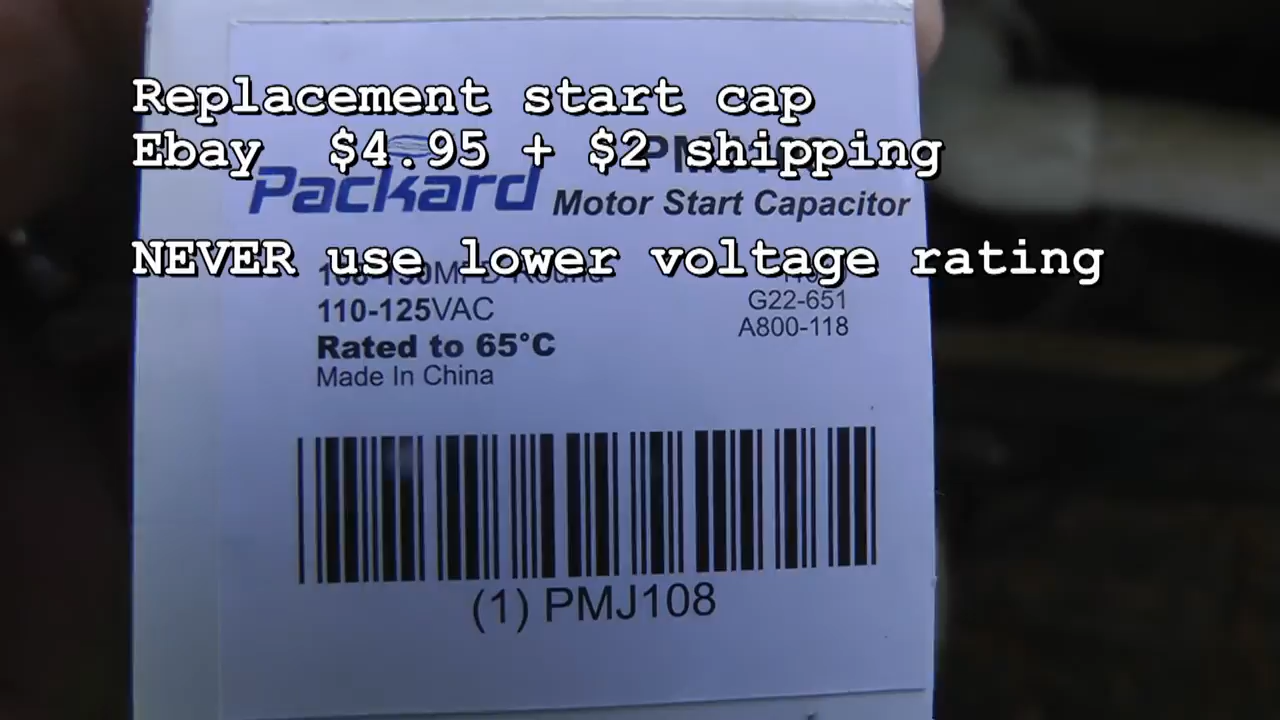 Replacement start cap
Ebay $4.95 + $2 shipping
Packard
Motor Start Capacitor
NEVER use lower voltage rating
110-125VAC
G22-651
Rated to 65°C
A800-118
Made In China
(1) PMJ108